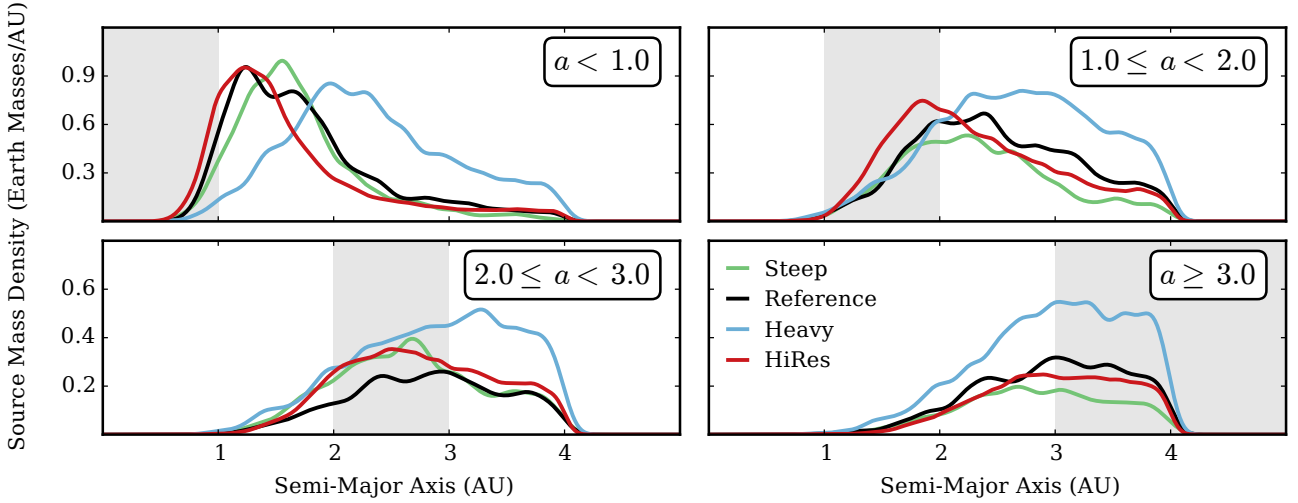 Source Mass Density (Earth Masses/AU)
0.9
0.6
0.3
a < 1.0
1.0 ≤ a < 2.0
0.6
0.4
0.2
2.0 ≤ a < 3.0
a ≥ 3.0
Steep
Reference
Heavy
HiRes
1 2 3 4
1 2 3 4
Semi-Major Axis (AU)
Semi-Major Axis (AU)